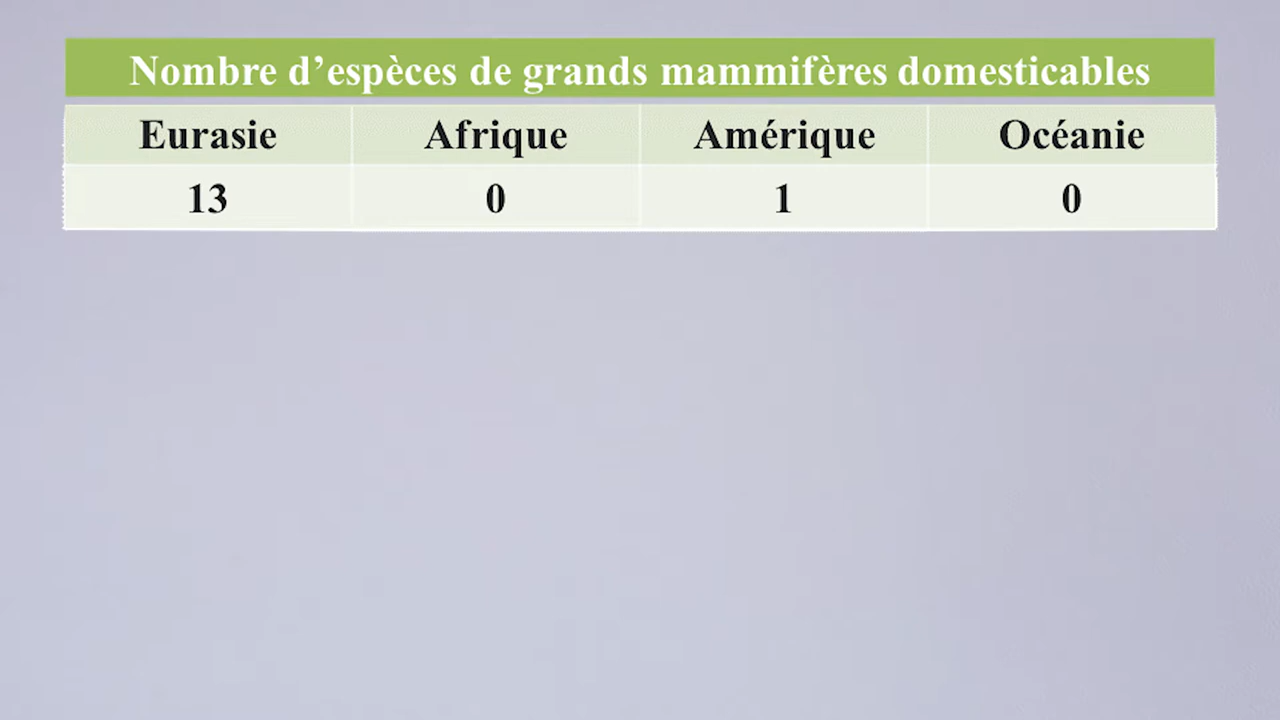 Nombre d’espèces de grands mammifères domesticables
Eurasie Afrique Amérique Océanie
13 0 1 0